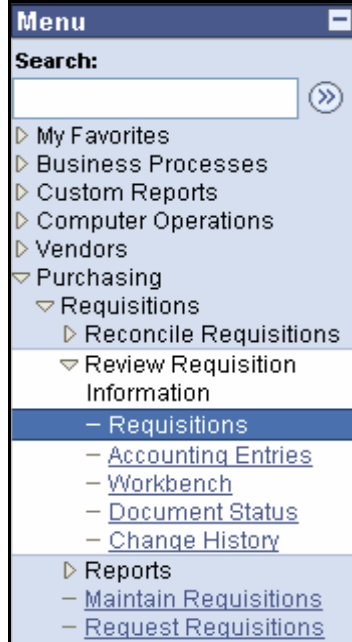 Menu
Search:
My Favorites
Business Processes
Custom Reports
Computer Operations
Vendors
Purchasing
Requisitions
Reconcile Requisitions
Review Requisition
Information
Requisitions
Accounting Entries
Workbench
Document Status
Change History
Reports
Maintain Requisitions
Request Requisitions